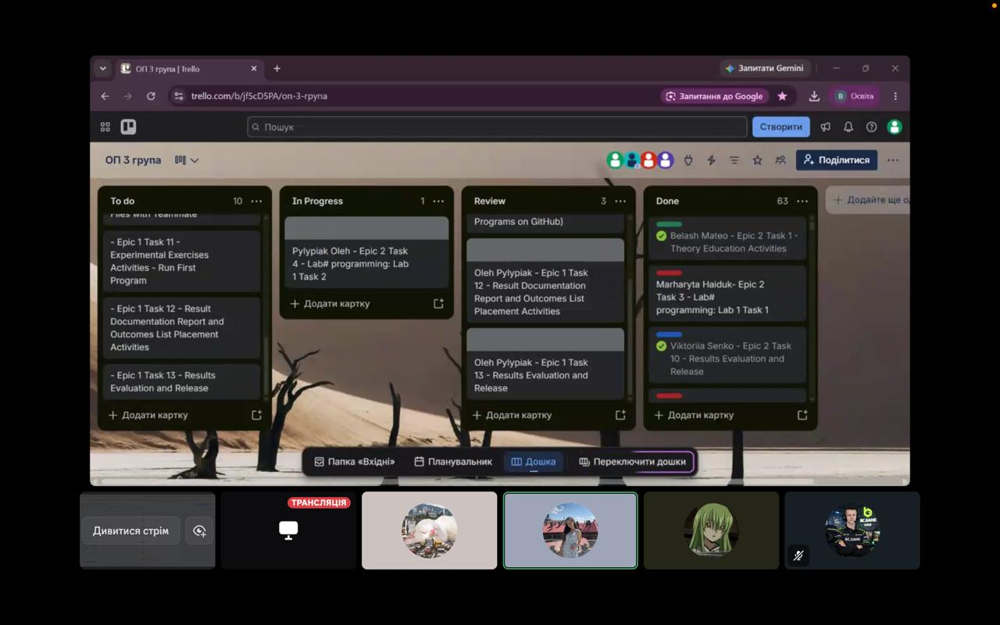 ОП 3 група | Trello
Запитати Gemini
trello.com/b/jf5cD5PA/оп-3-група
Запитання до Google
B
Освіта
Пошук
Створити
ОП 3 група
Поділитися
To do
10
Files with Teammate
- Epic 1 Task 11 -
Experimental Exercises
Activities - Run First
Program
- Epic 1 Task 12 - Result
Documentation Report and
Outcomes List Placement
Activities
- Epic 1 Task 13 - Results
Evaluation and Release
+ Додати картку
In Progress
1
Pylypiak Oleh - Epic 2 Task
4 - Lab# programming: Lab
1 Task 2
+ Додати картку
Review
3
Programs on GitHub)
Oleh Pylypiak - Epic 1 Task
12 - Result Documentation
Report and Outcomes List
Placement Activities
Oleh Pylypiak - Epic 1 Task
13 - Results Evaluation and
Release
+ Додати картку
Done
63
Belash Mateo - Epic 2 Task 1 -
Theory Education Activities
Marharyta Haiduk- Epic 2
Task 3 - Lab#
programming: Lab 1 Task 1
Viktoriia Senko - Epic 2 Task
10 - Results Evaluation and
Release
+ Додати картку
+ Додайте ще о
Папка «Вхідні»
Планувальник
Дошка
Переключити дошки
Дивитися стрім
ТРАНСЛЯЦІЯ
BC.GAME
BC.GAME